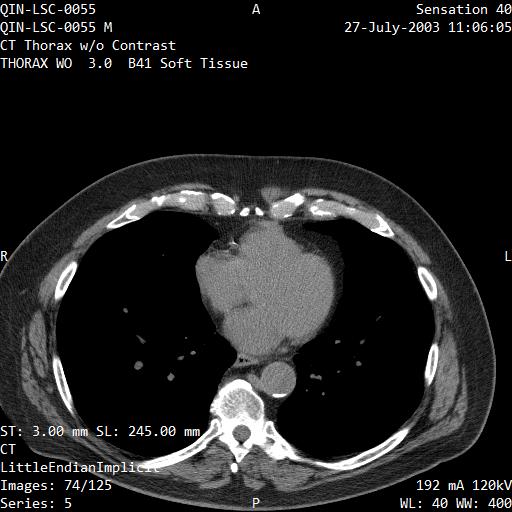 QIN-LSC-0055
A
Sensation 40
QIN-LSC-0055 M
27-July-2003 11:06:05
CT Thorax w/o Contrast
THORAX WO 3.0 B41 Soft Tissue
R
L
ST: 3.00 mm SL: 245.00 mm
CT
LittleEndianImplicit
Images: 74/125
192 mA 120kV
Series: 5
P
WL: 40 WW: 400